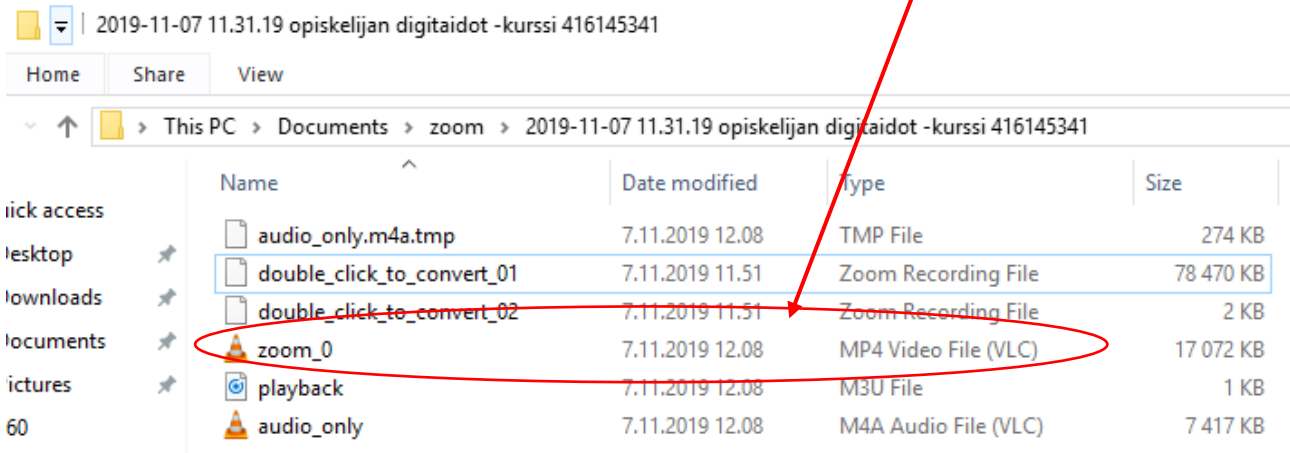 2019-11-07 11.31.19 opiskelijan digitaidot -kurssi 416145341
Home Share View
This PC > Documents > zoom > 2019-11-07 11.31.19 opiskelijan digitaidot -kurssi 416145341
Name Date modified Type Size
uick access
esktop
ownloads
ocuments
ictures
60
audio_only.m4a.tmp 7.11.2019 12.08 TMP File 274 KB
double_click_to_convert_01 7.11.2019 11.51 Zoom Recording File 78 470 KB
double_click_to_convert_02 7.11.2019 11.51 Zoom Recording File 2 KB
zoom_0 7.11.2019 12.08 MP4 Video File (VLC) 17 072 KB
playback 7.11.2019 12.08 M3U File 1 KB
audio_only 7.11.2019 12.08 M4A Audio File (VLC) 7 417 KB